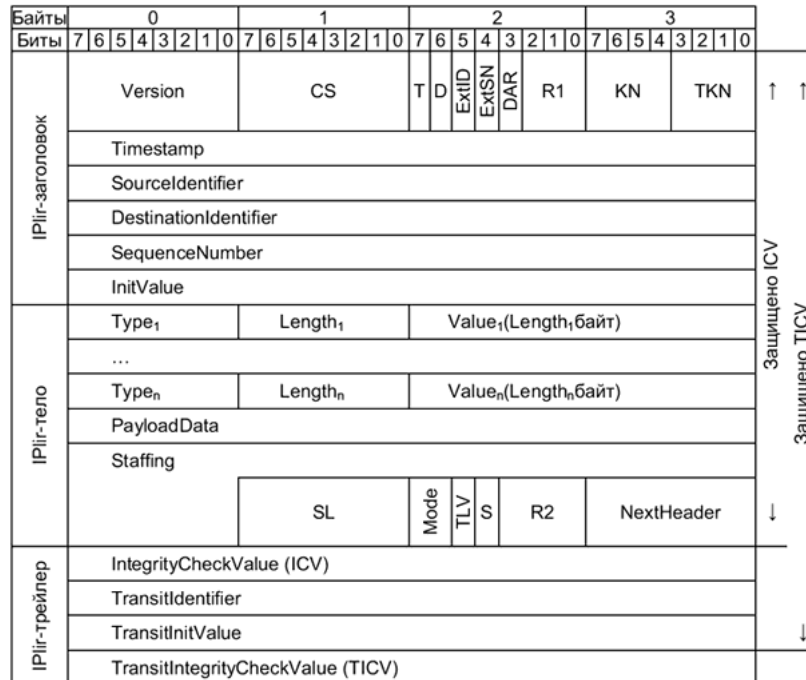 Байты 0 1 2 3
Биты 7 6 5 4 3 2 1 0 7 6 5 4 3 2 1 0 7 6 5 4 3 2 1 0 7 6 5 4 3 2 1 0
IPlir-заголовок
Version CS T D ExtID ExtSN DAR R1 KN TKN ↑ ↑
Timestamp
SourceIdentifier
DestinationIdentifier
SequenceNumber
InitValue
Защищено ICV
Защищено TICV
IPlir-тело
Type₁ Length₁ Value₁(Length₁байт)
...
Typeₙ Lengthₙ Valueₙ(Lengthₙбайт)
PayloadData
Staffing
SL Mode TLV S R2 NextHeader ↓
IPlir-трейлер
IntegrityCheckValue (ICV)
TransitIdentifier
TransitInitValue ↓
TransitIntegrityCheckValue (TICV)